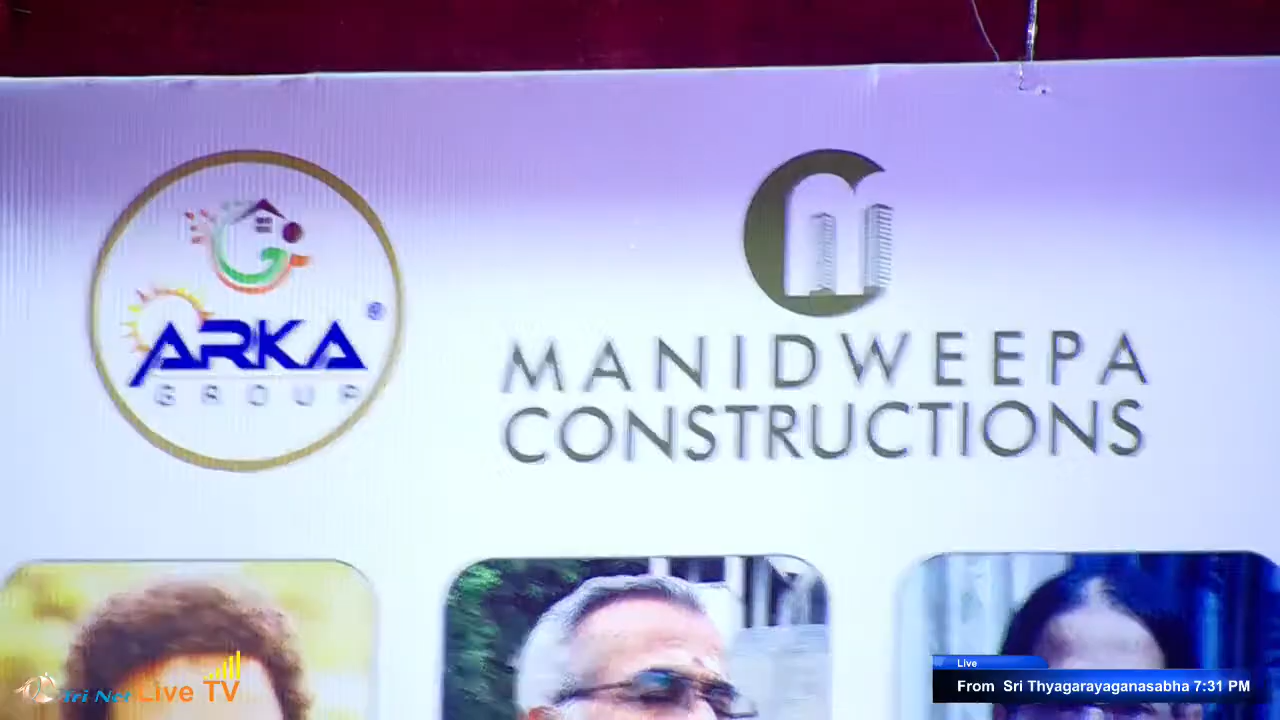 ARKA ®
GROUP
MANIDWEEPA
CONSTRUCTIONS
Tri Net Live TV
Live
From Sri Thyagarayaganasabha 7:31 PM